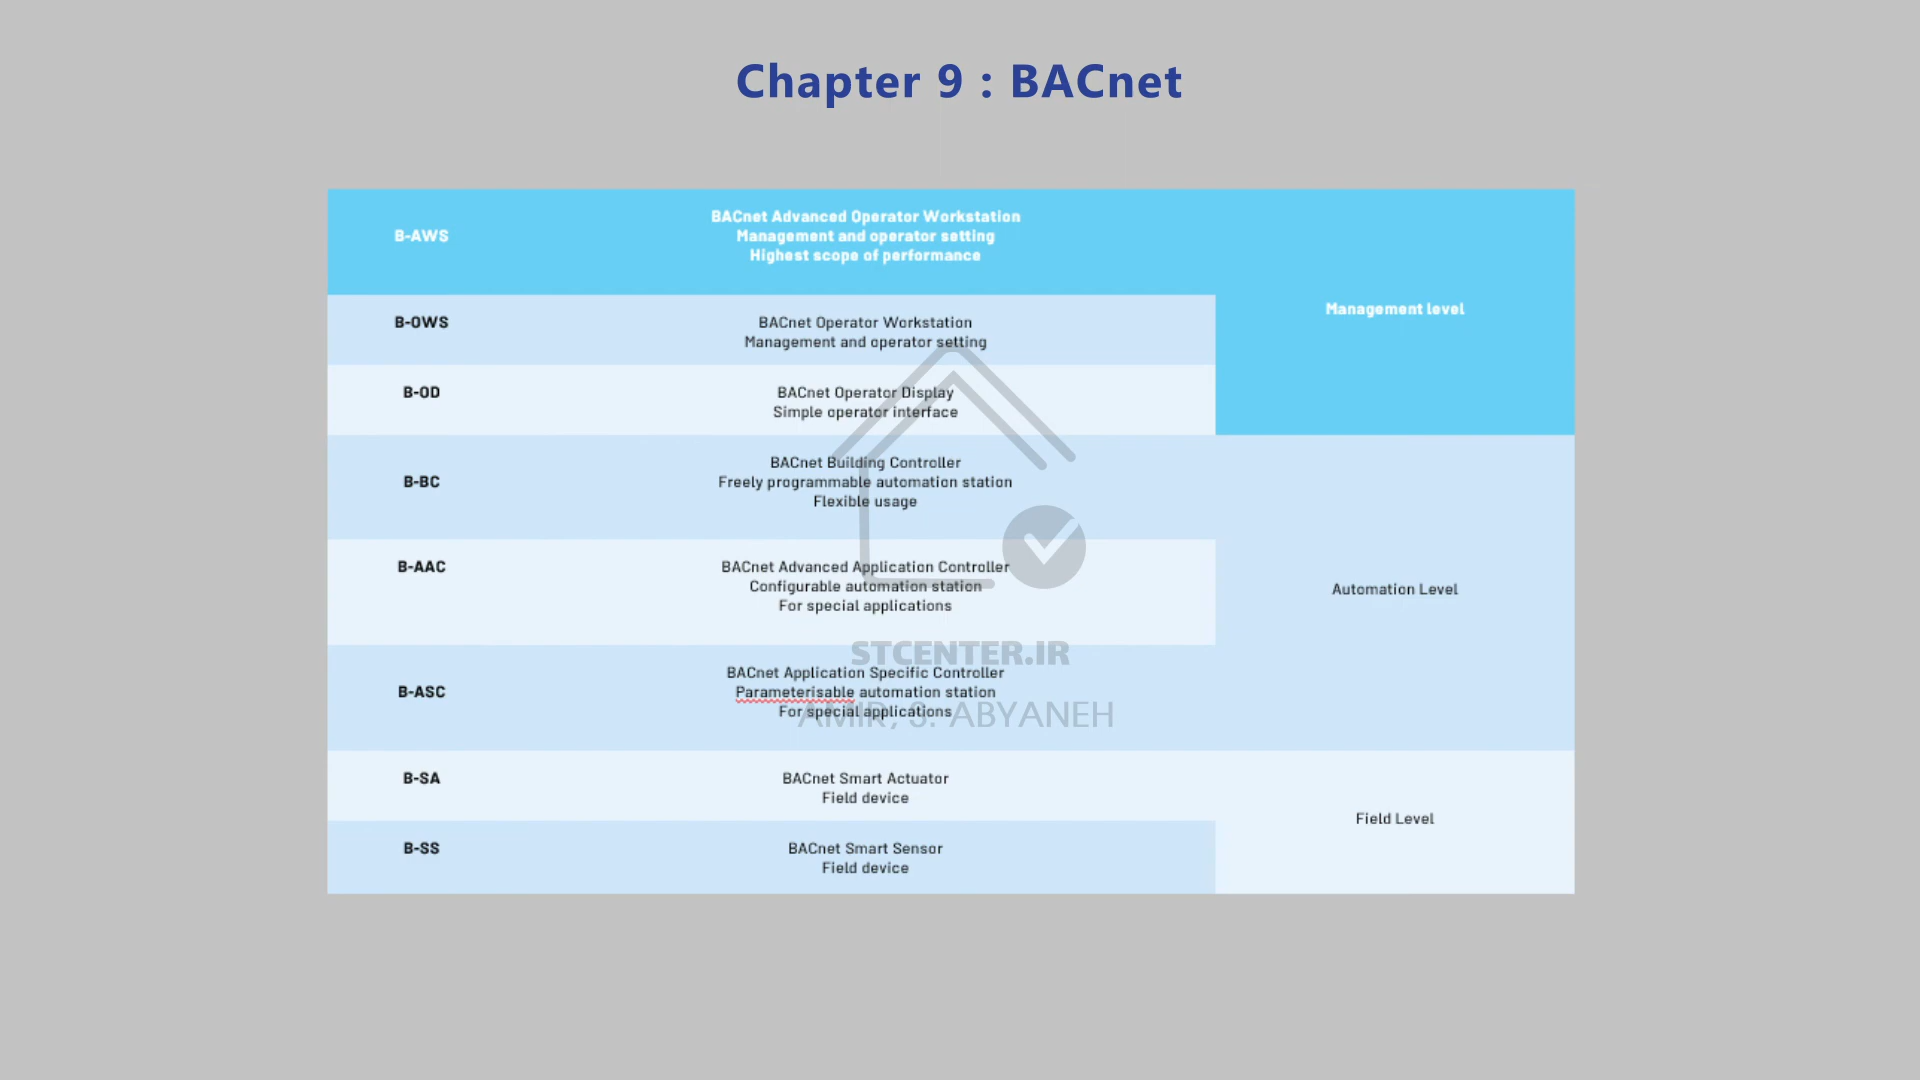 Chapter 9 : BACnet
B-AWS
BACnet Advanced Operator Workstation
Management and operator setting
Highest scope of performance
Management level
B-OWS
BACnet Operator Workstation
Management and operator setting
B-OD
BACnet Operator Display
Simple operator interface
B-BC
BACnet Building Controller
Freely programmable automation station
Flexible usage
Automation Level
B-AAC
BACnet Advanced Application Controller
Configurable automation station
For special applications
STCENTER.IR
B-ASC
BACnet Application Specific Controller
Parameterisable automation station
For special applications
AMIR, S. ABYANEH
B-SA
BACnet Smart Actuator
Field device
Field Level
B-SS
BACnet Smart Sensor
Field device